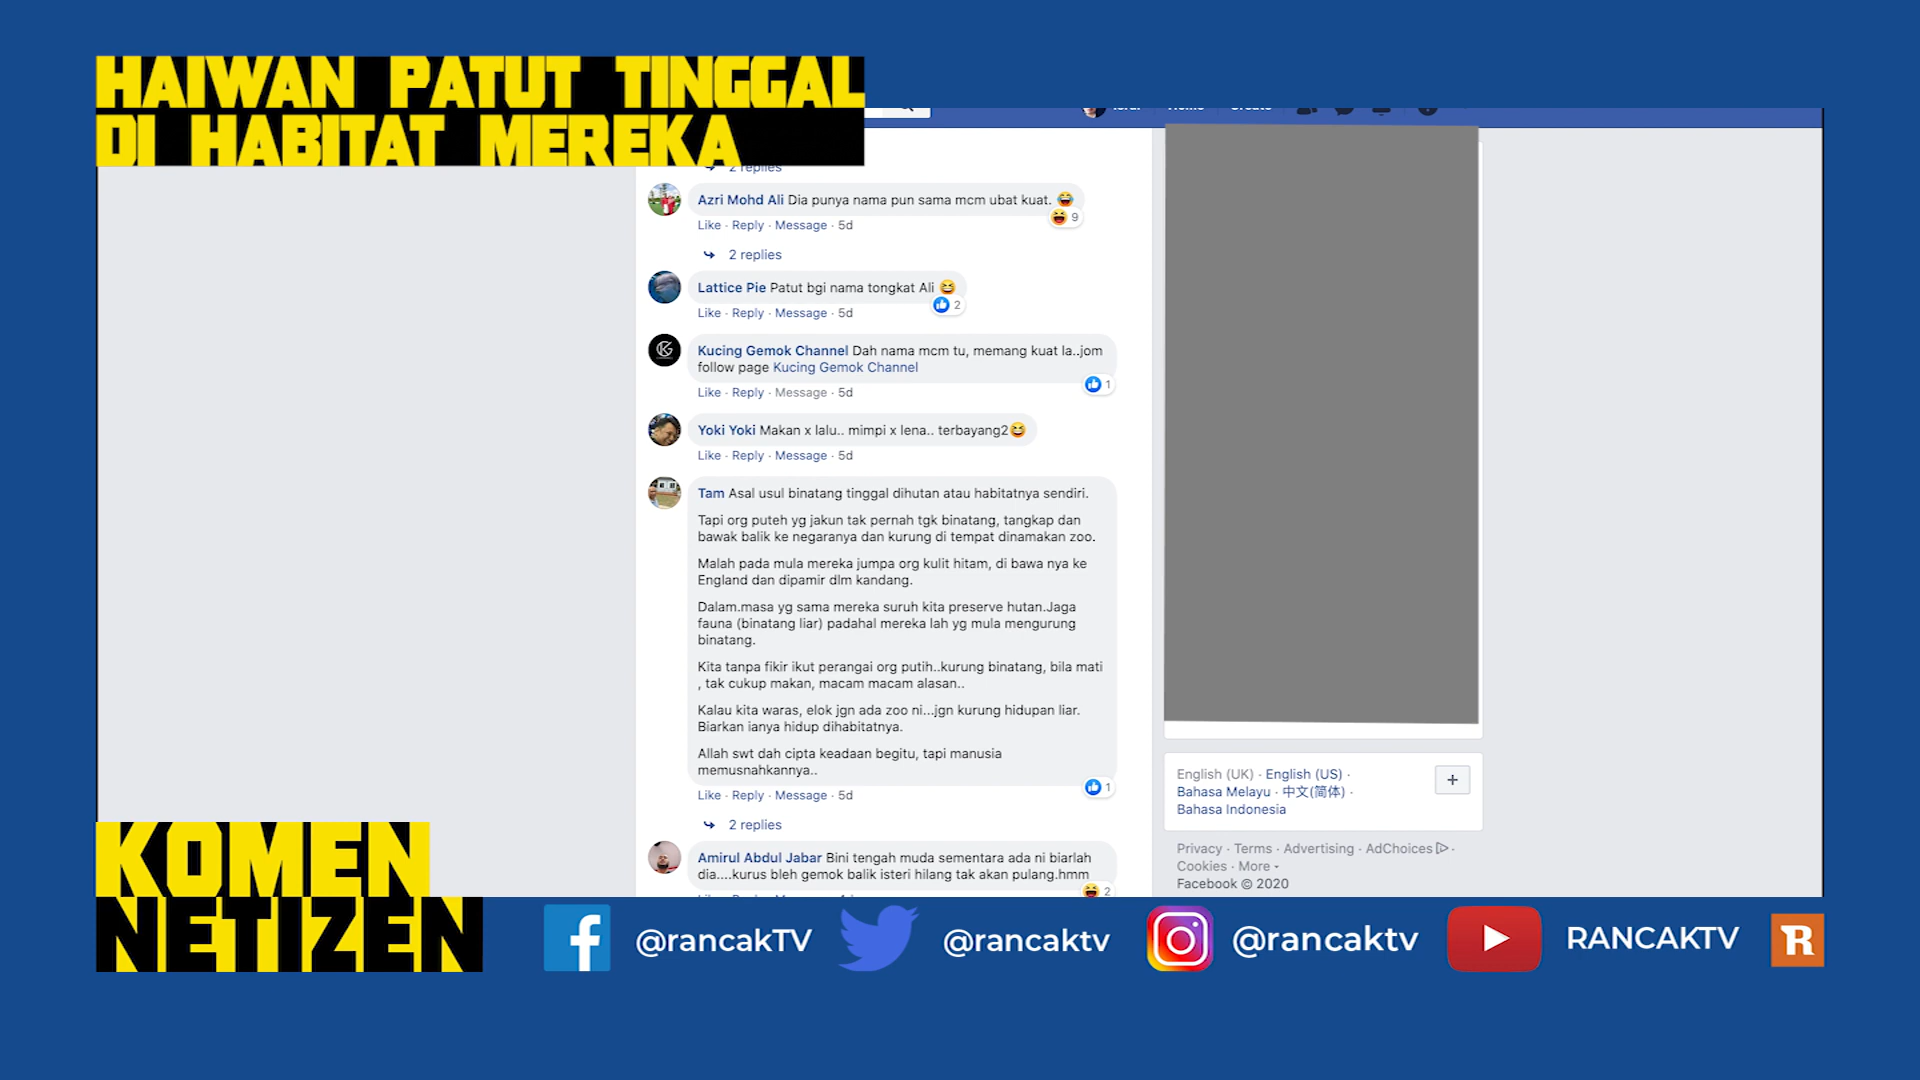 HAIWAN PATUT TINGGAL
DI HABITAT MEREKA
2 replies
Azri Mohd Ali Dia punya nama pun sama mcm ubat kuat. 😂
9
Like · Reply · Message · 5d
2 replies
Lattice Pie Patut bgi nama tongkat Ali 😆
2
Like · Reply · Message · 5d
Kucing Gemok Channel Dah nama mcm tu, memang kuat la..jom
follow page Kucing Gemok Channel
1
Like · Reply · Message · 5d
Yoki Yoki Makan x lalu.. mimpi x lena.. terbayang2😆
Like · Reply · Message · 5d
Tam Asal usul binatang tinggal dihutan atau habitatnya sendiri.
Tapi org puteh yg jakun tak pernah tgk binatang, tangkap dan
bawak balik ke negaranya dan kurung di tempat dinamakan zoo.
Malah pada mula mereka jumpa org kulit hitam, di bawa nya ke
England dan dipamir dlm kandang.
Dalam.masa yg sama mereka suruh kita preserve hutan.Jaga
fauna (binatang liar) padahal mereka lah yg mula mengurung
binatang.
Kita tanpa fikir ikut perangai org putih..kurung binatang, bila mati
, tak cukup makan, macam macam alasan..
Kalau kita waras, elok jgn ada zoo ni...jgn kurung hidupan liar.
Biarkan ianya hidup dihabitatnya.
Allah swt dah cipta keadaan begitu, tapi manusia
memusnahkannya..
1
Like · Reply · Message · 5d
2 replies
Amirul Abdul Jabar Bini tengah muda sementara ada ni biarlah
dia....kurus bleh gemok balik isteri hilang tak akan pulang.hmm
2
English (UK) · English (US) ·
Bahasa Melayu · 中文(简体) ·
Bahasa Indonesia
+
Privacy · Terms · Advertising · AdChoices ·
Cookies · More
Facebook © 2020
KOMEN
NETIZEN
@rancakTV
@rancaktv
@rancaktv
RANCAKTV
R